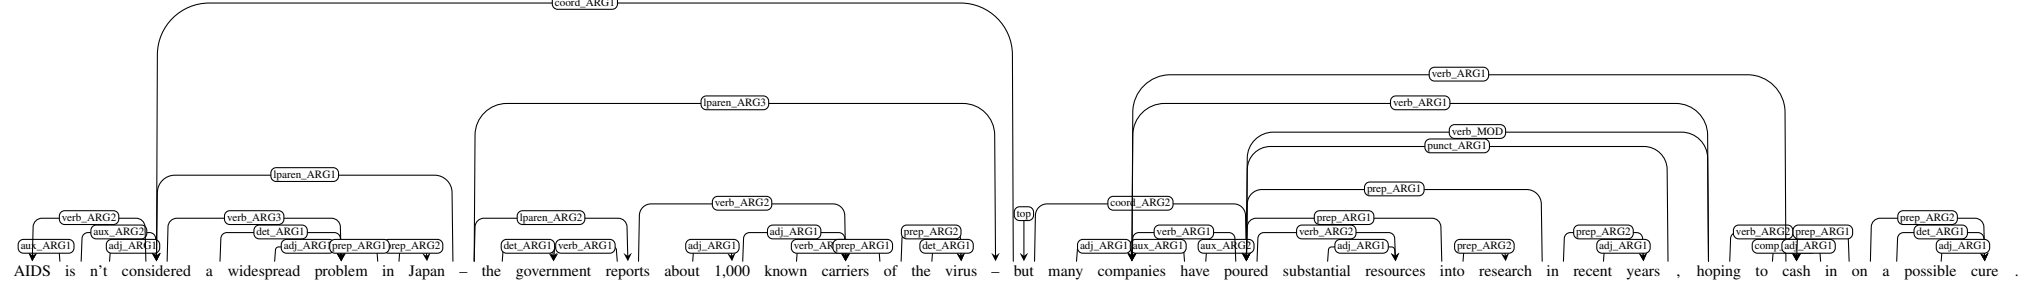 coord_ARG1
verb_ARG1
lparen_ARG3 verb_ARG1
verb_MOD
punct_ARG1
lparen_ARG1
prep_ARG1
verb_ARG2 coord_ARG2
top
verb_ARG2 verb_ARG3 lparen_ARG2 prep_ARG1 prep_ARG2
aux_ARG2 det_ARG1 adj_ARG1 prep_ARG2 verb_ARG1 verb_ARG2 prep_ARG2 verb_ARG2 prep_ARG1 det_ARG1
aux_ARG1 adj_ARG1 adj_ARG1 prep_ARG1 prep_ARG2 det_ARG1 verb_ARG1 adj_ARG1 prep_ARG1 det_ARG1 adj_ARG1 aux_ARG1 aux_ARG2 adj_ARG1 prep_ARG2 adj_ARG1 adj_ARG1 adj_ARG1
AIDS is n't considered a widespread problem in Japan – the government reports about 1,000 known carriers of the virus – but many companies have poured substantial resources into research in recent years , hoping to cash in on a possible cure .